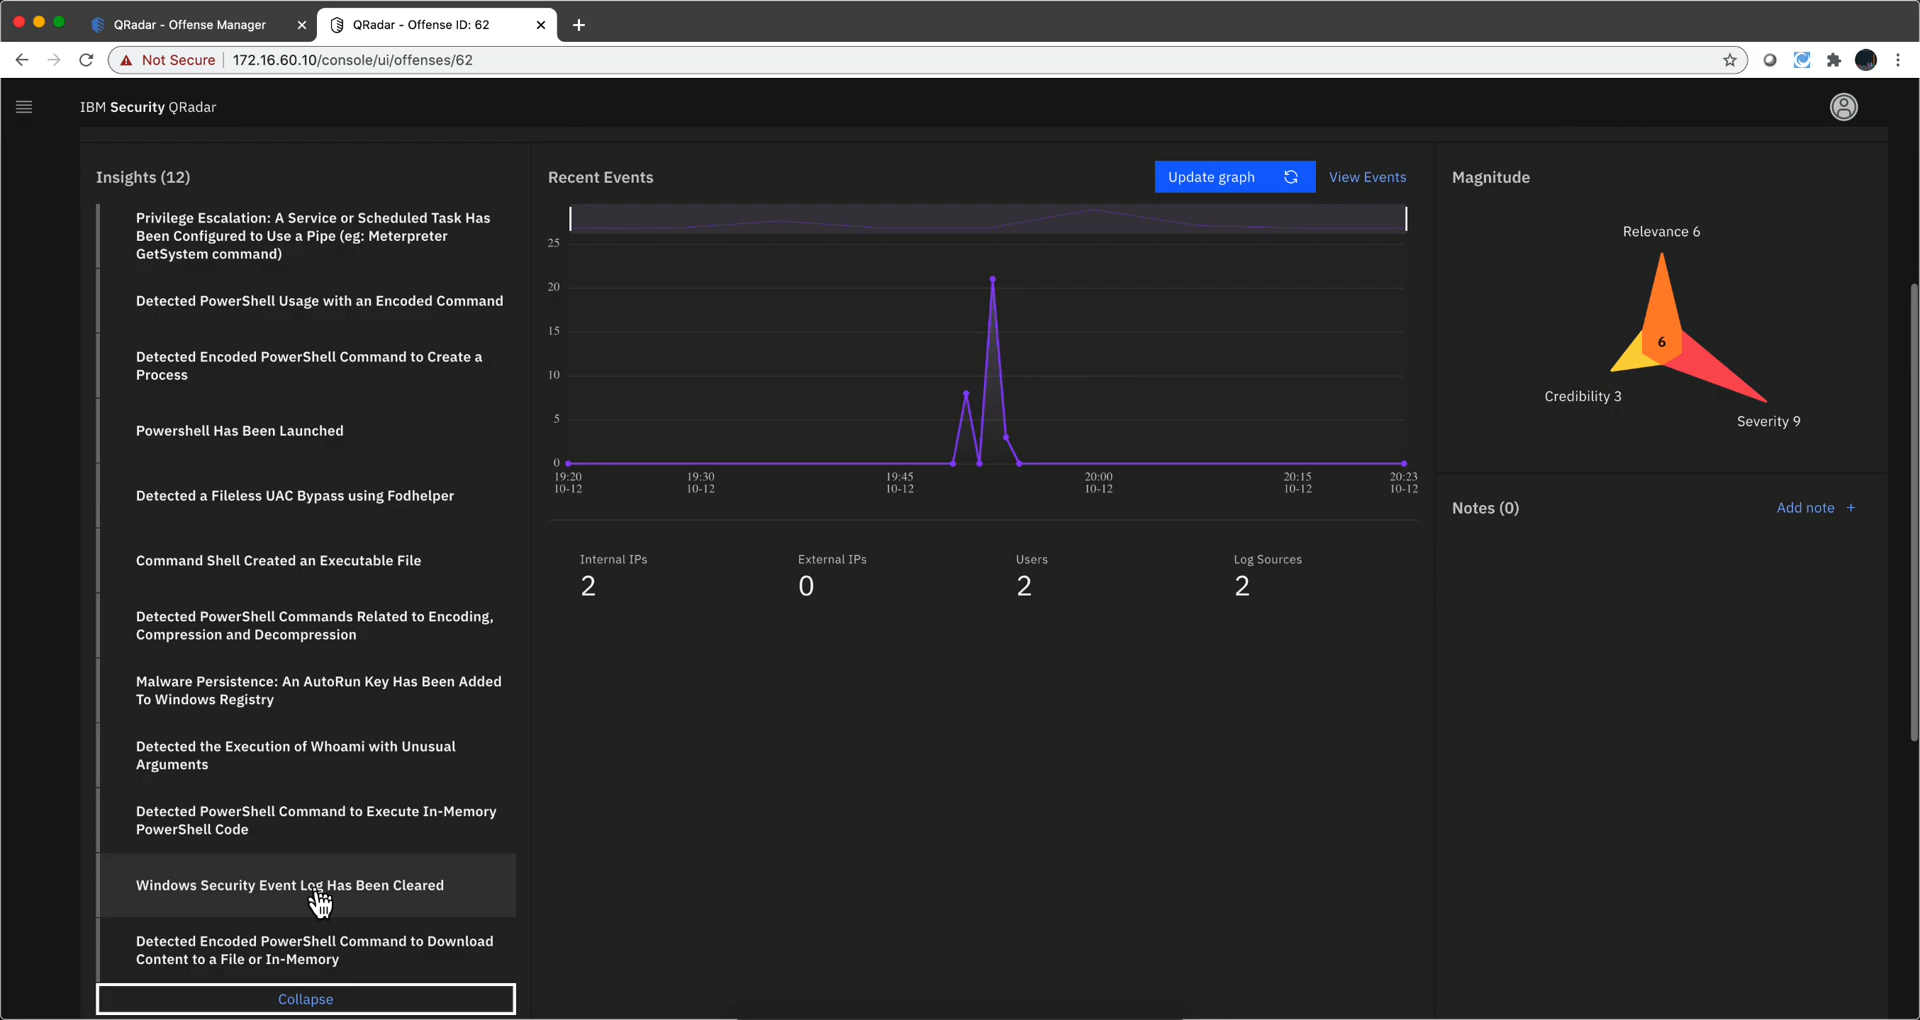 QRadar - Offense Manager
QRadar - Offense ID: 62
Not Secure
172.16.60.10/console/ui/offenses/62
IBM Security QRadar
Insights (12)
Privilege Escalation: A Service or Scheduled Task Has
Been Configured to Use a Pipe (eg: Meterpreter
GetSystem command)
Detected PowerShell Usage with an Encoded Command
Detected Encoded PowerShell Command to Create a
Process
Powershell Has Been Launched
Detected a Fileless UAC Bypass using Fodhelper
Command Shell Created an Executable File
Detected PowerShell Commands Related to Encoding,
Compression and Decompression
Malware Persistence: An AutoRun Key Has Been Added
To Windows Registry
Detected the Execution of Whoami with Unusual
Arguments
Detected PowerShell Command to Execute In-Memory
PowerShell Code
Windows Security Event Log Has Been Cleared
Detected Encoded PowerShell Command to Download
Content to a File or In-Memory
Collapse
Recent Events
Update graph
View Events
25
20
15
10
5
0
19:20
10-12
19:30
10-12
19:45
10-12
20:00
10-12
20:15
10-12
20:23
10-12
Internal IPs
2
External IPs
0
Users
2
Log Sources
2
Magnitude
Relevance 6
6
Credibility 3
Severity 9
Notes (0)
Add note +